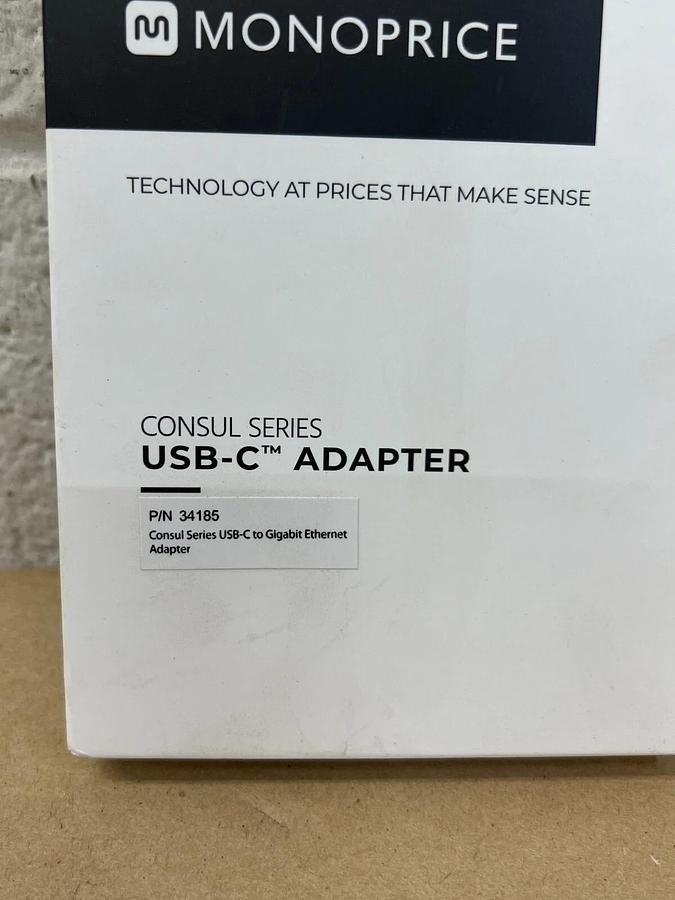 MONOPRICE
TECHNOLOGY AT PRICES THAT MAKE SENSE
CONSUL SERIES
USB-C™ ADAPTER
P/N 34185
Consul Series USB-C to Gigabit Ethernet
Adapter